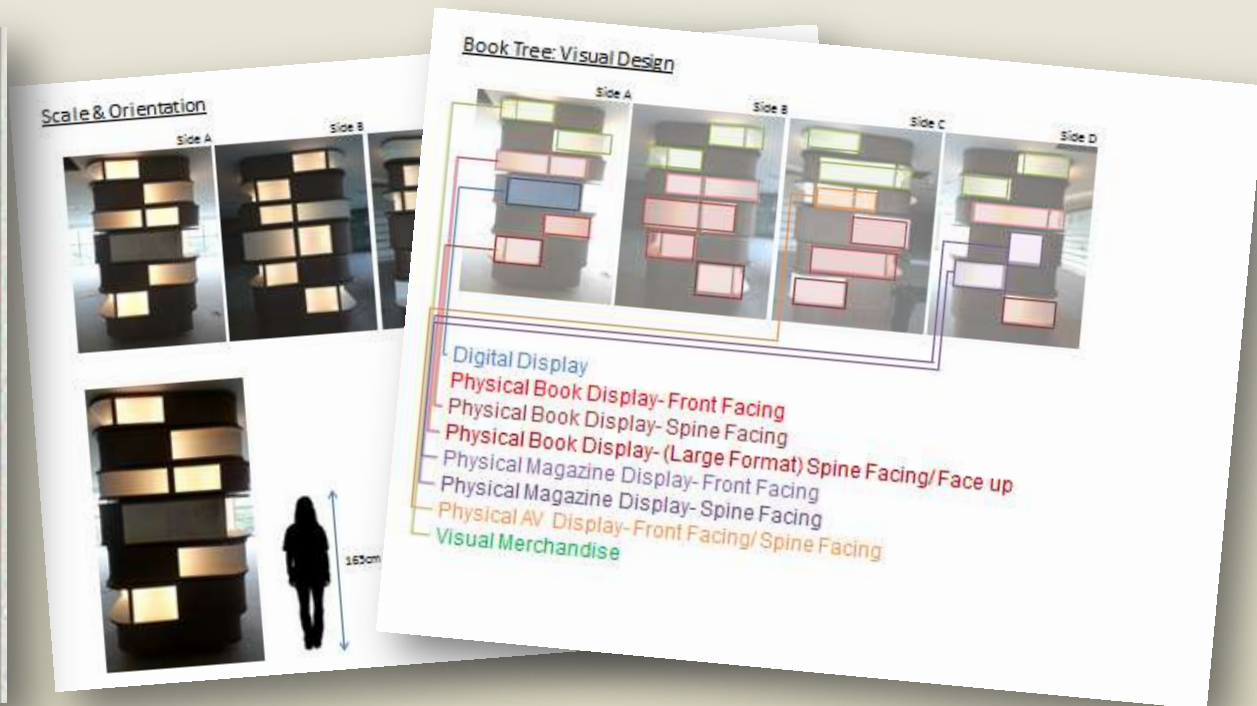 Scale & Orientation
Side A
Side B
165cm
Book Tree: Visual Design
Side A
Side B
Side C
Side D
Digital Display
Physical Book Display- Front Facing
Physical Book Display- Spine Facing
Physical Book Display- (Large Format) Spine Facing/ Face up
Physical Magazine Display- Front Facing
Physical Magazine Display- Spine Facing
Physical AV Display- Front Facing/ Spine Facing
Visual Merchandise